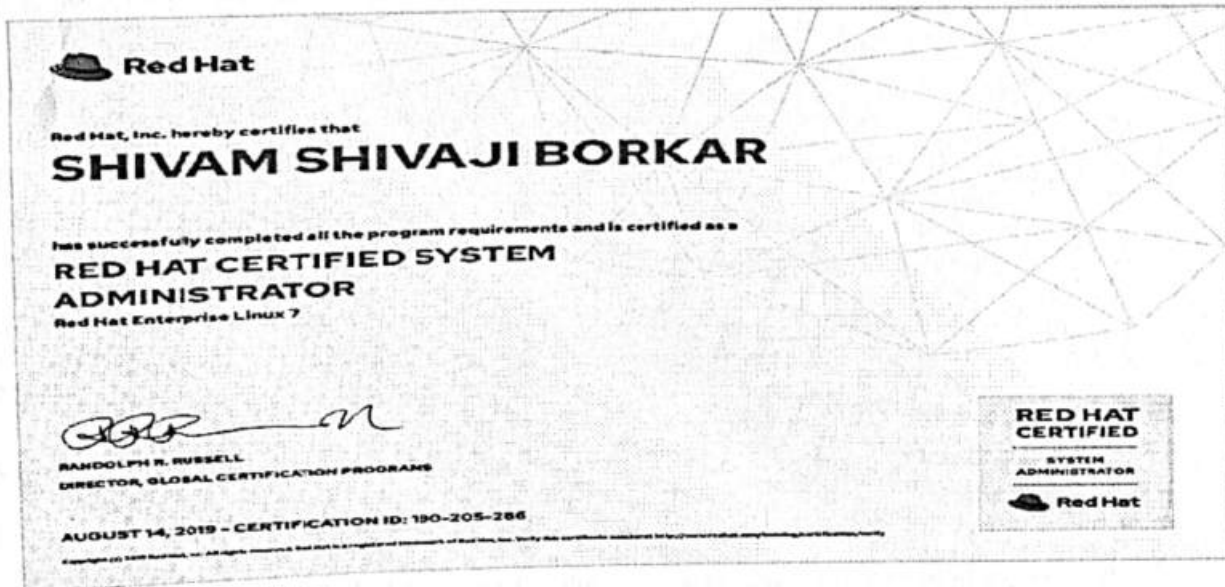 Red Hat
Red Hat, Inc. hereby certifies that
SHIVAM SHIVAJI BORKAR
has successfully completed all the program requirements and is certified as a
RED HAT CERTIFIED SYSTEM
ADMINISTRATOR
Red Hat Enterprise Linux 7
RANDOLPH R. RUSSELL
DIRECTOR, GLOBAL CERTIFICATION PROGRAMS
AUGUST 14, 2019 - CERTIFICATION ID: 190-205-286
RED HAT
CERTIFIED
SYSTEM
ADMINISTRATOR
Red Hat